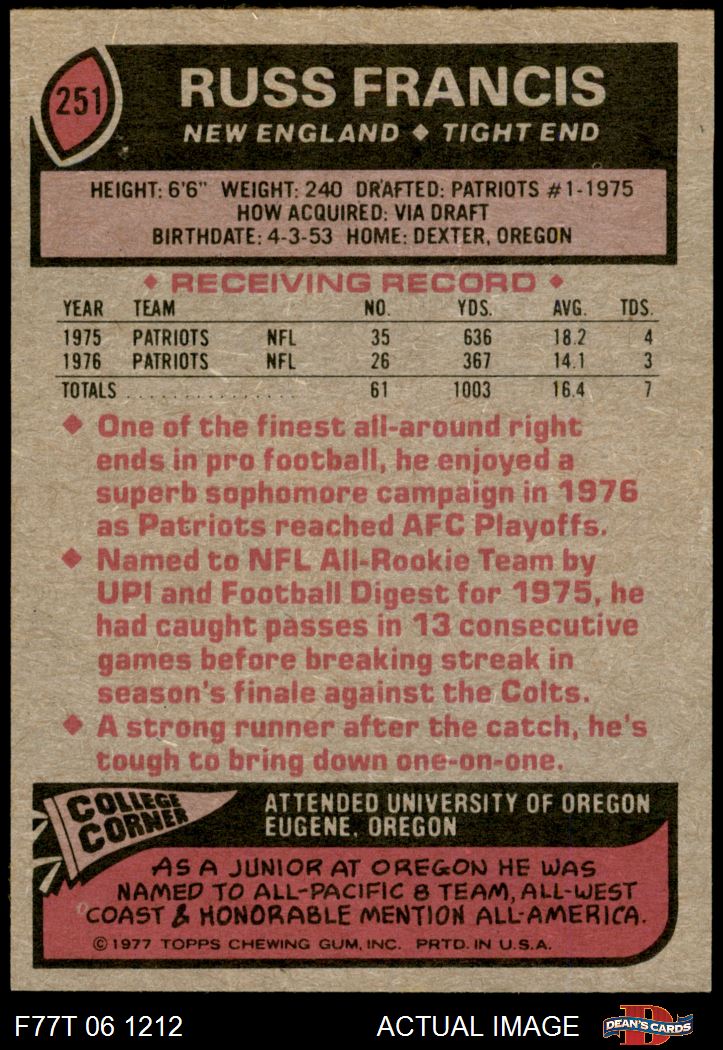 251
RUSS FRANCIS
NEW ENGLAND ♦ TIGHT END
HEIGHT: 6'6" WEIGHT: 240 DRAFTED: PATRIOTS #1-1975
HOW ACQUIRED: VIA DRAFT
BIRTHDATE: 4-3-53 HOME: DEXTER, OREGON
♦ RECEIVING RECORD ♦
YEAR TEAM NO. YDS. AVG. TDS.
1975 PATRIOTS NFL 35 636 18.2 4
1976 PATRIOTS NFL 26 367 14.1 3
TOTALS ................ 61 1003 16.4 7
♦ One of the finest all-around right
ends in pro football, he enjoyed a
superb sophomore campaign in 1976
as Patriots reached AFC Playoffs.
♦ Named to NFL All-Rookie Team by
UPI and Football Digest for 1975, he
had caught passes in 13 consecutive
games before breaking streak in
season's finale against the Colts.
♦ A strong runner after the catch, he's
tough to bring down one-on-one.
COLLEGE
CORNER
ATTENDED UNIVERSITY OF OREGON
EUGENE, OREGON
AS A JUNIOR AT OREGON HE WAS
NAMED TO ALL-PACIFIC 8 TEAM, ALL-WEST
COAST & HONORABLE MENTION ALL-AMERICA.
© 1977 TOPPS CHEWING GUM, INC. PRTD. IN U.S.A.
F77T 06 1212 ACTUAL IMAGE
D
DEAN'S CARDS